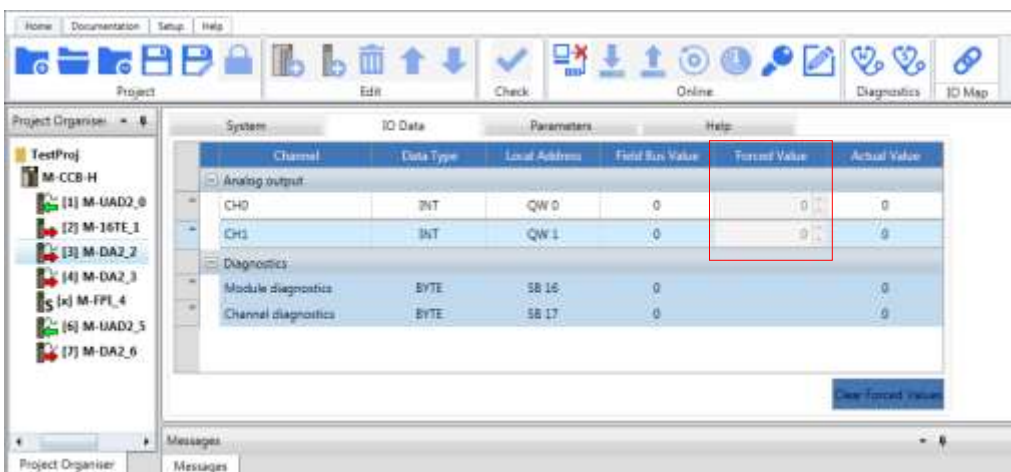 Home Documentation Setup Help
Project Edit Check Online Diagnostics IO Map
Project Organiser
System IO Data Parameters Help
TestProj
M-CCB-H
[1] M-UAD2_0
[2] M-16TE_1
[3] M-DA2_2
[4] M-DA2_3
[x] M-FPI_4
[6] M-UAD2_5
[7] M-DA2_6
Channel Data Type Local Address Field Bus Value Forced Value Actual Value
Analog output
CH0 INT QW 0 0 0 0
CH1 INT QW 1 0 0 0
Diagnostics
Module diagnostics BYTE SB 16 0 0
Channel diagnostics BYTE SB 17 0 0
Clear Forced Values
Messages
Project Organiser
Messages